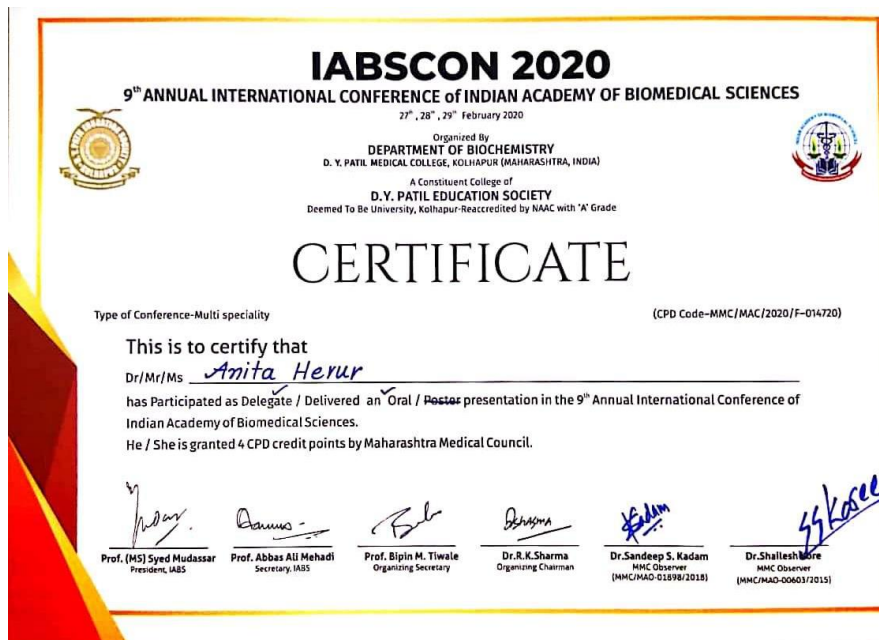 IABSCON 2020
9th ANNUAL INTERNATIONAL CONFERENCE of INDIAN ACADEMY OF BIOMEDICAL SCIENCES
27th, 28th, 29th February 2020
Organized By
DEPARTMENT OF BIOCHEMISTRY
D. Y. PATIL MEDICAL COLLEGE, KOLHAPUR (MAHARASHTRA, INDIA)
A Constituent College of
D.Y. PATIL EDUCATION SOCIETY
Deemed To Be University, Kolhapur-Reaccredited by NAAC with 'A' Grade
CERTIFICATE
Type of Conference-Multi speciality (CPD Code-MMC/MAC/2020/F-014720)
This is to certify that
Dr/Mr/Ms Anita Herur
has Participated as Delegate / Delivered an Oral / Poster presentation in the 9th Annual International Conference of
Indian Academy of Biomedical Sciences.
He / She is granted 4 CPD credit points by Maharashtra Medical Council.
Prof. (MS) Syed Mudassar Prof. Abbas Ali Mehadi Prof. Bipin M. Tiwale Dr.R.K.Sharma Dr.Sandeep S. Kadam Dr.Shailesh
President, IABS Secretary, IABS Organizing Secretary Organizing Chairman MMC Observer MMC Observer
(MMC/MAO-01898/2018) (MMC/MAO-00603/2015)